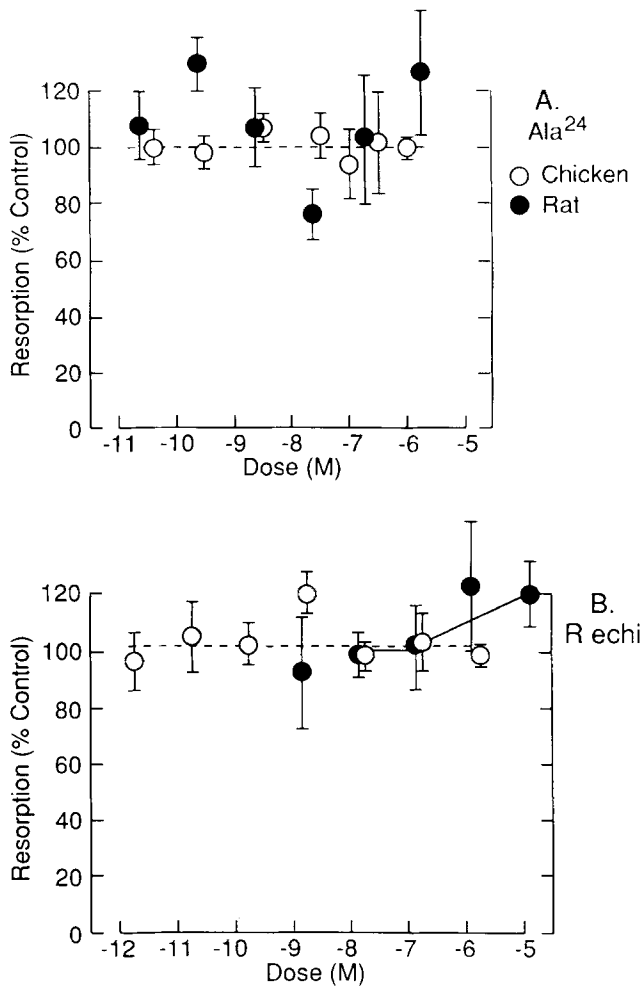 120
100
80
60
40
20
0
Resorption (% Control)
-11 -10 -9 -8 -7 -6 -5
Dose (M)
A.
Ala24
Chicken
Rat
120
100
80
60
40
20
0
Resorption (% Control)
-12 -11 -10 -9 -8 -7 -6 -5
Dose (M)
B.
R echi